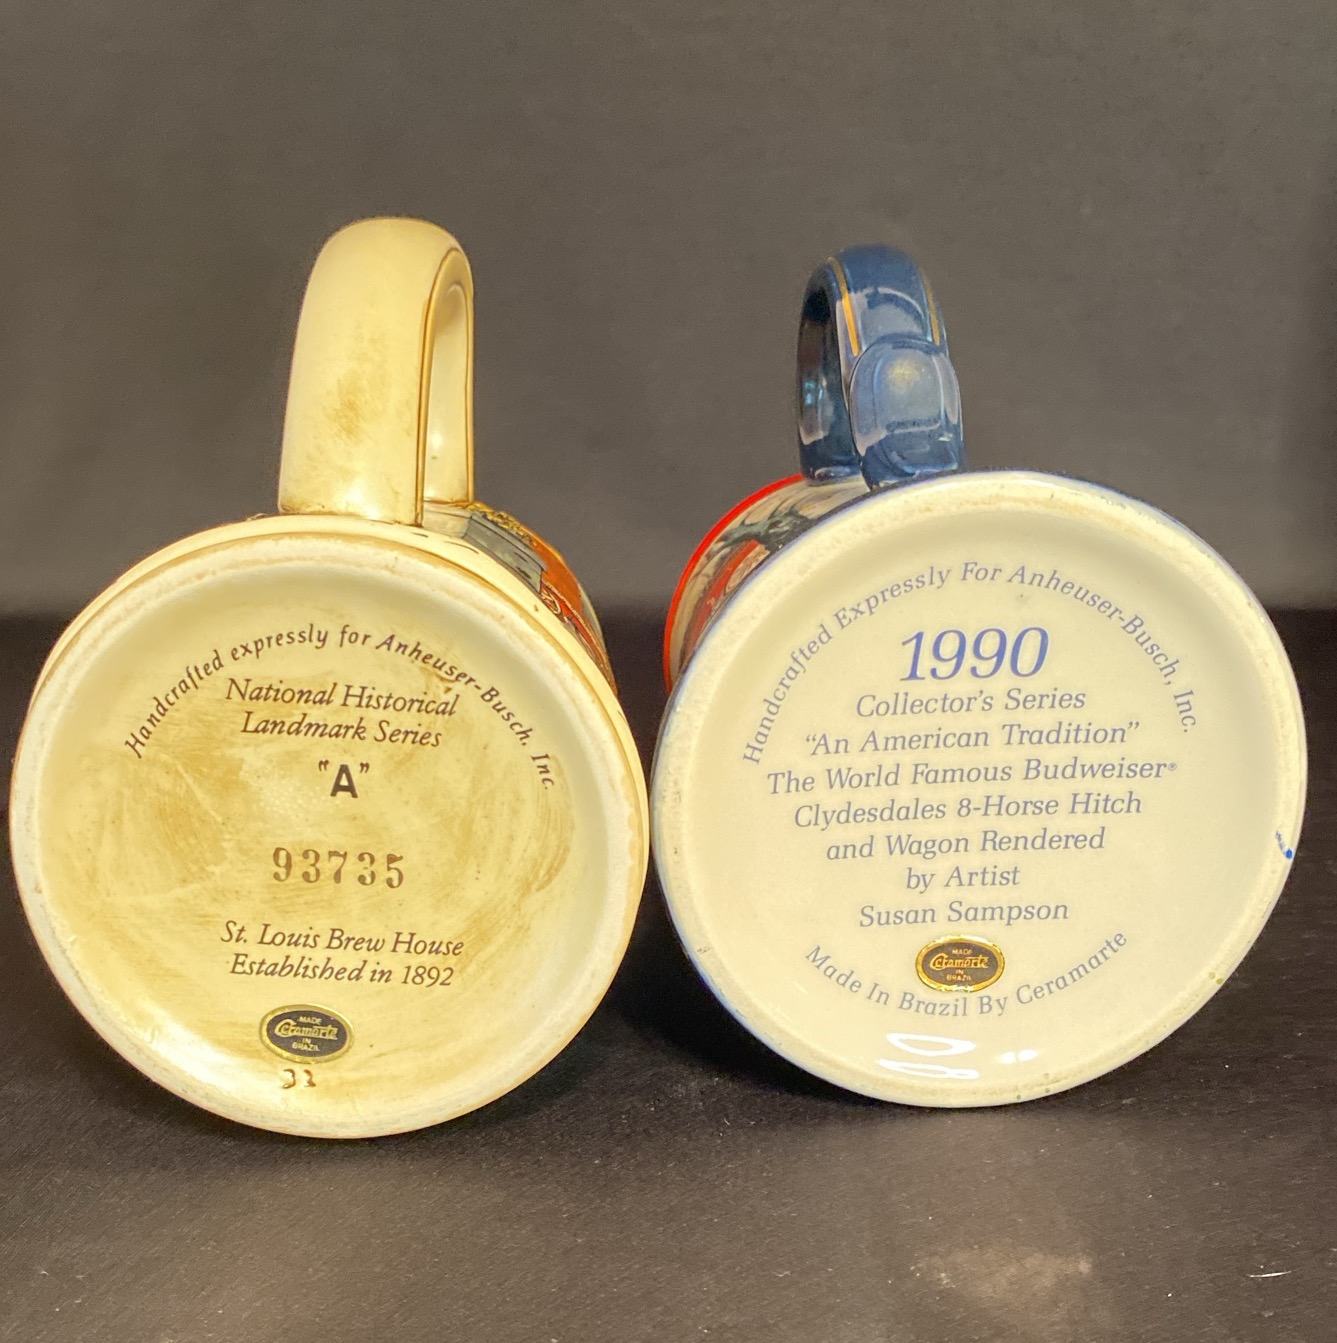 Handcrafted expressly for Anheuser-Busch, Inc.
National Historical
Landmark Series
"A"
93735
St. Louis Brew House
Established in 1892
MADE
Ceramarte
IN
BRAZIL
Handcrafted Expressly For Anheuser-Busch, Inc.
1990
Collector's Series
“An American Tradition”
The World Famous Budweiser®
Clydesdales 8-Horse Hitch
and Wagon Rendered
by Artist
Susan Sampson
MADE
Ceramarte
IN
BRAZIL
Made In Brazil By Ceramarte